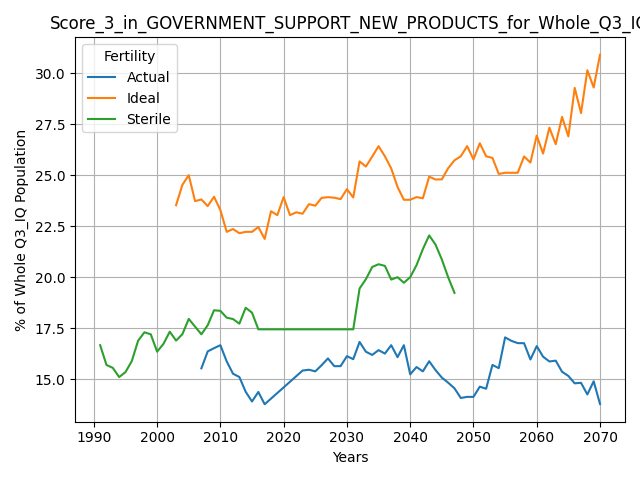 Score_3_in_GOVERNMENT_SUPPORT_NEW_PRODUCTS_for_Whole_Q3_IQ
Fertility
Actual
Ideal
Sterile
% of Whole Q3_IQ Population
30.0
27.5
25.0
22.5
20.0
17.5
15.0
1990 2000 2010 2020 2030 2040 2050 2060 2070
Years